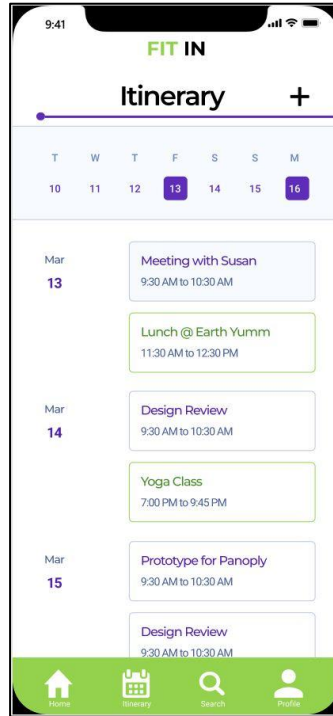 9:41
FIT IN
Itinerary +
T W T F S S M
10 11 12 13 14 15 16
Mar
13
Meeting with Susan
9:30 AM to 10:30 AM
Lunch @ Earth Yumm
11:30 AM to 12:30 PM
Mar
14
Design Review
9:30 AM to 10:30 AM
Yoga Class
7:00 PM to 9:45 PM
Mar
15
Prototype for Panoply
9:30 AM to 10:30 AM
Design Review
9:30 AM to 10:30 AM
Home Itinerary Search Profile